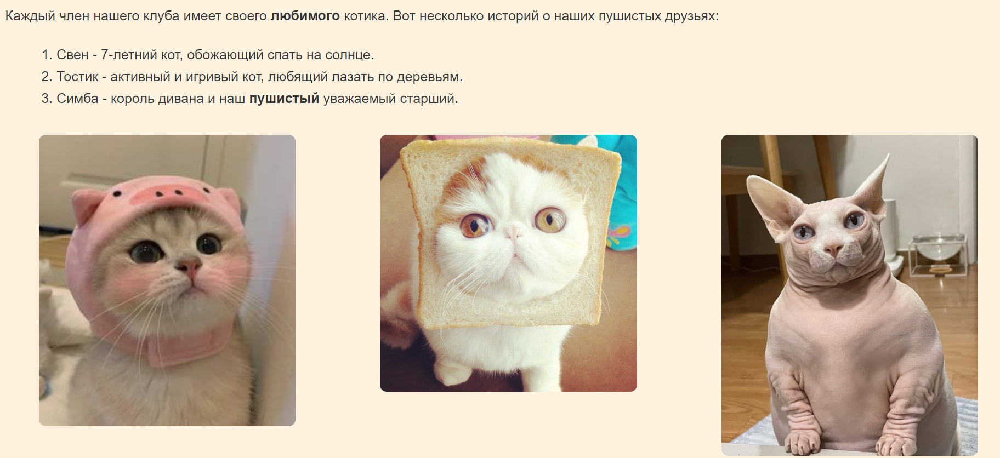 Каждый член нашего клуба имеет своего любимого котика. Вот несколько историй о наших пушистых друзьях:
1. Свен - 7-летний кот, обожающий спать на солнце.
2. Тостик - активный и игривый кот, любящий лазать по деревьям.
3. Симба - король дивана и наш пушистый уважаемый старший.